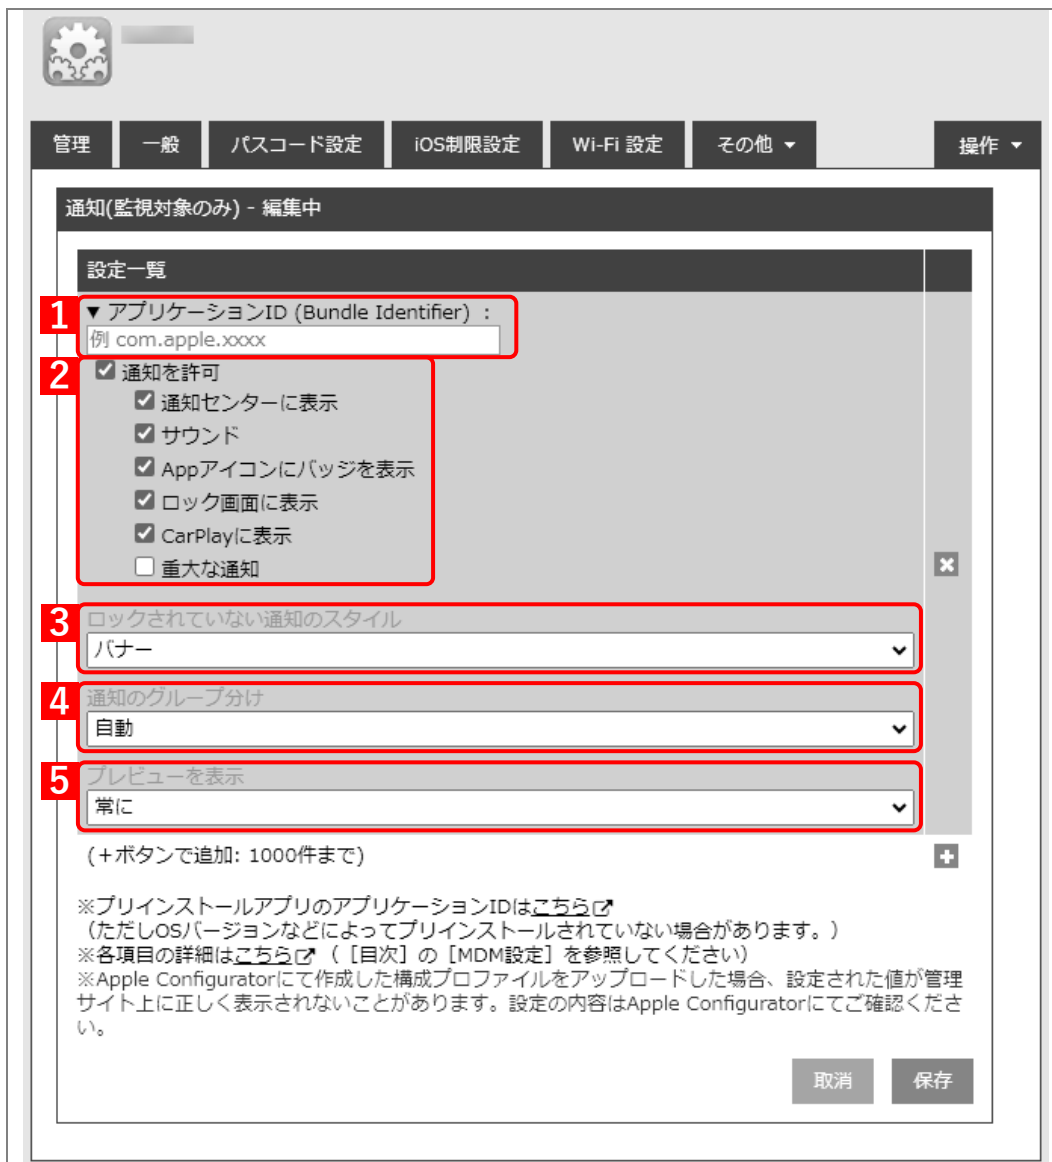 管理 一般 パスコード設定 iOS制限設定 Wi-Fi 設定 その他 ▼ 操作 ▼
通知(監視対象のみ) - 編集中
設定一覧
1 ▼ アプリケーションID (Bundle Identifier) :
例 com.apple.xxxx
2 通知を許可
通知センターに表示
サウンド
Appアイコンにバッジを表示
ロック画面に表示
CarPlayに表示
重大な通知
3 ロックされていない通知のスタイル
バナー
4 通知のグループ分け
自動
5 プレビューを表示
常に
(+ボタンで追加: 1000件まで)
※プリインストールアプリのアプリケーションIDはこちら
(ただしOSバージョンなどによってプリインストールされていない場合があります。)
※各項目の詳細はこちら ( [目次] の [MDM設定] を参照してください)
※Apple Configuratorにて作成した構成プロファイルをアップロードした場合、設定された値が管理
サイト上に正しく表示されないことがあります。設定の内容はApple Configuratorにてご確認くださ
い。
取消 保存